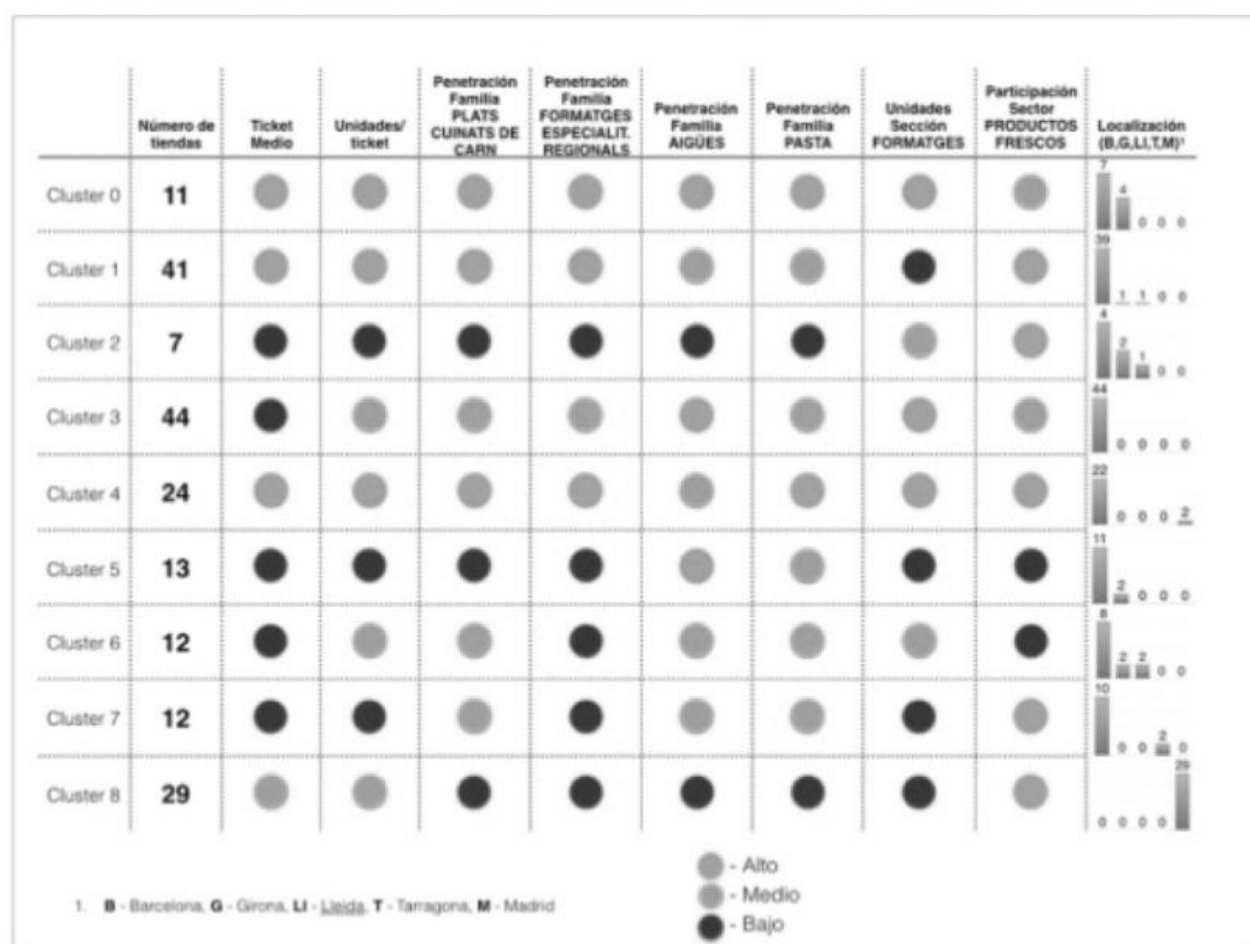 Número de tiendas
Ticket Medio
Unidades/ ticket
Penetración Familia PLATS CUINATS DE CARN
Penetración Familia FORMATGES ESPECIALIT. REGIONALS
Penetración Familia AIGÜES
Penetración Familia PASTA
Unidades Sección FORMATGES
Participación Sector PRODUCTOS FRESCOS
Localización (B,G,LI,T,M)¹
Cluster 0 11 7 4 0 0 0
Cluster 1 41 39 1 1 0 0
Cluster 2 7 4 2 1 0 0
Cluster 3 44 44 0 0 0 0
Cluster 4 24 22 0 0 0 2
Cluster 5 13 11 2 0 0 0
Cluster 6 12 8 2 2 0 0
Cluster 7 12 10 0 0 2 0
Cluster 8 29 0 0 0 0 29
- Alto
- Medio
- Bajo
1. B - Barcelona, G - Girona, LI - Lleida, T - Tarragona, M - Madrid